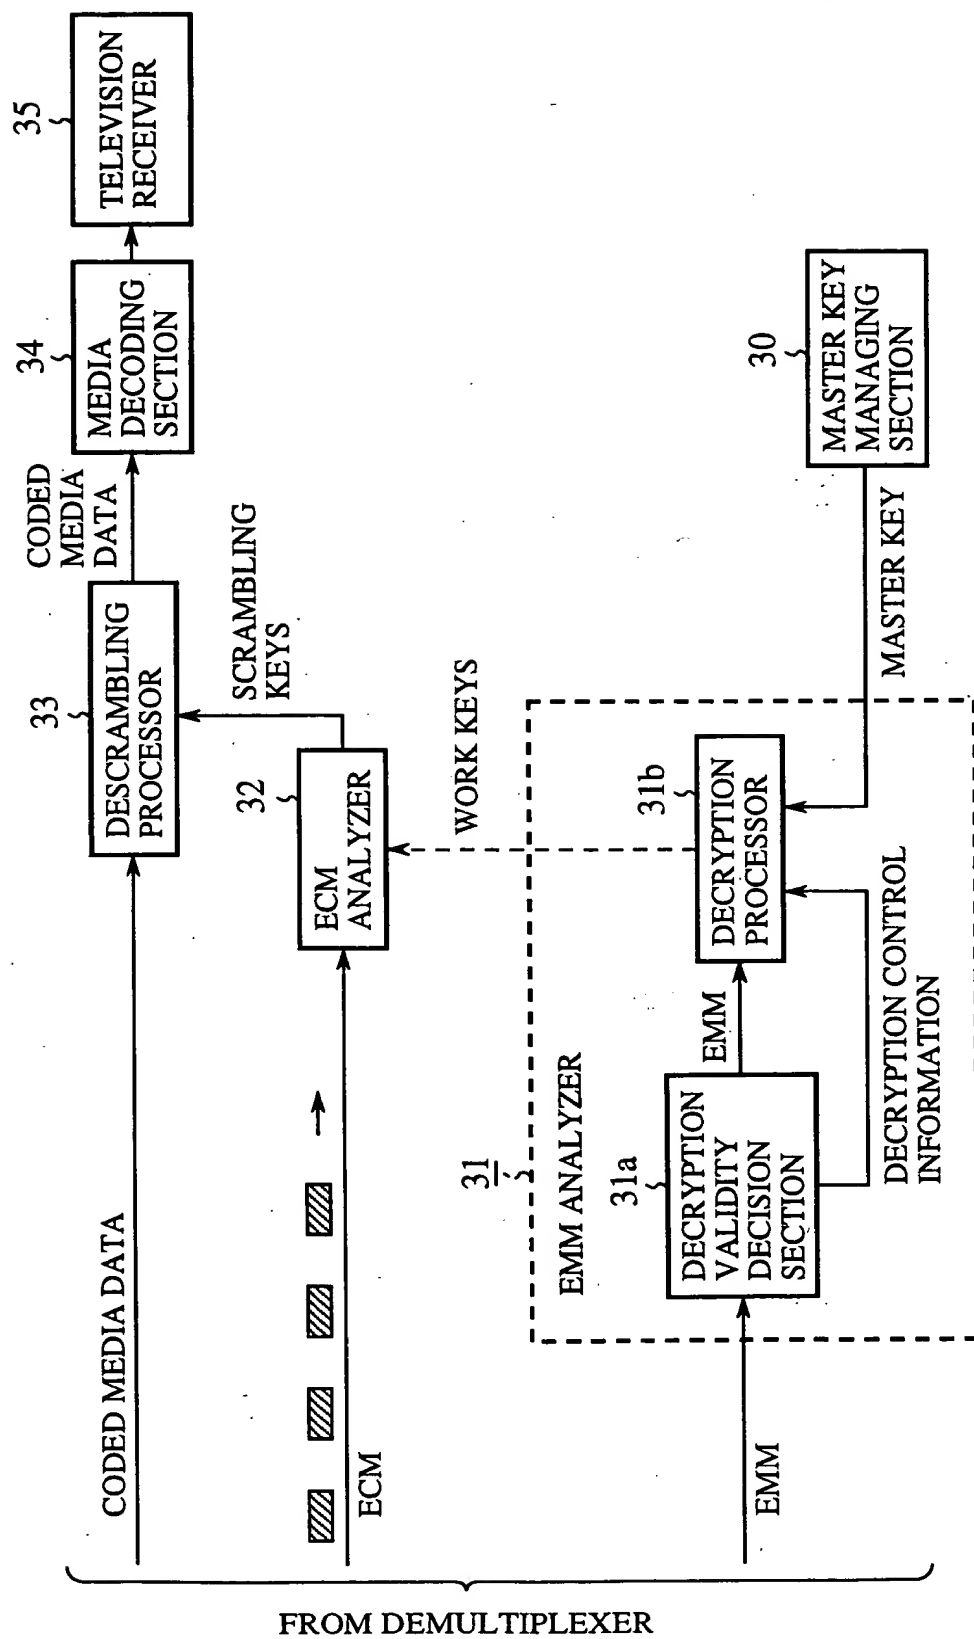 FROM DEMULTIPLEXER
CODED MEDIA DATA
33
DESCRAMBLING
PROCESSOR
CODED
MEDIA
DATA
34
MEDIA
DECODING
SECTION
35
TELEVISION
RECEIVER
ECM
32
ECM
ANALYZER
SCRAMBLING
KEYS
WORK KEYS
31
EMM ANALYZER
EMM
31a
DECRYPTION
VALIDITY
DECISION
SECTION
EMM
31b
DECRYPTION
PROCESSOR
DECRYPTION CONTROL
INFORMATION
MASTER KEY
30
MASTER KEY
MANAGING
SECTION